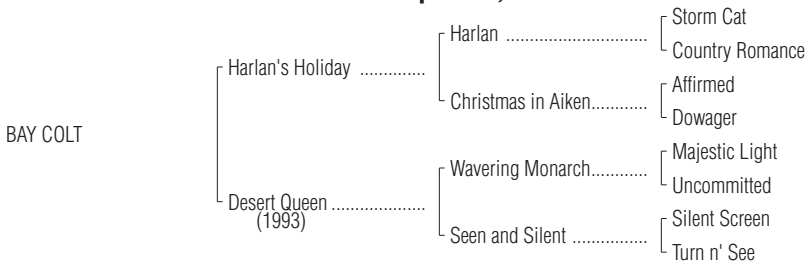 Storm Cat
Harlan ..............................
Country Romance
Harlan's Holiday ..............
Affirmed
Christmas in Aiken............
Dowager
BAY COLT
Majestic Light
Wavering Monarch............
Uncommitted
Desert Queen ....................
(1993)
Silent Screen
Seen and Silent ................
Turn n' See